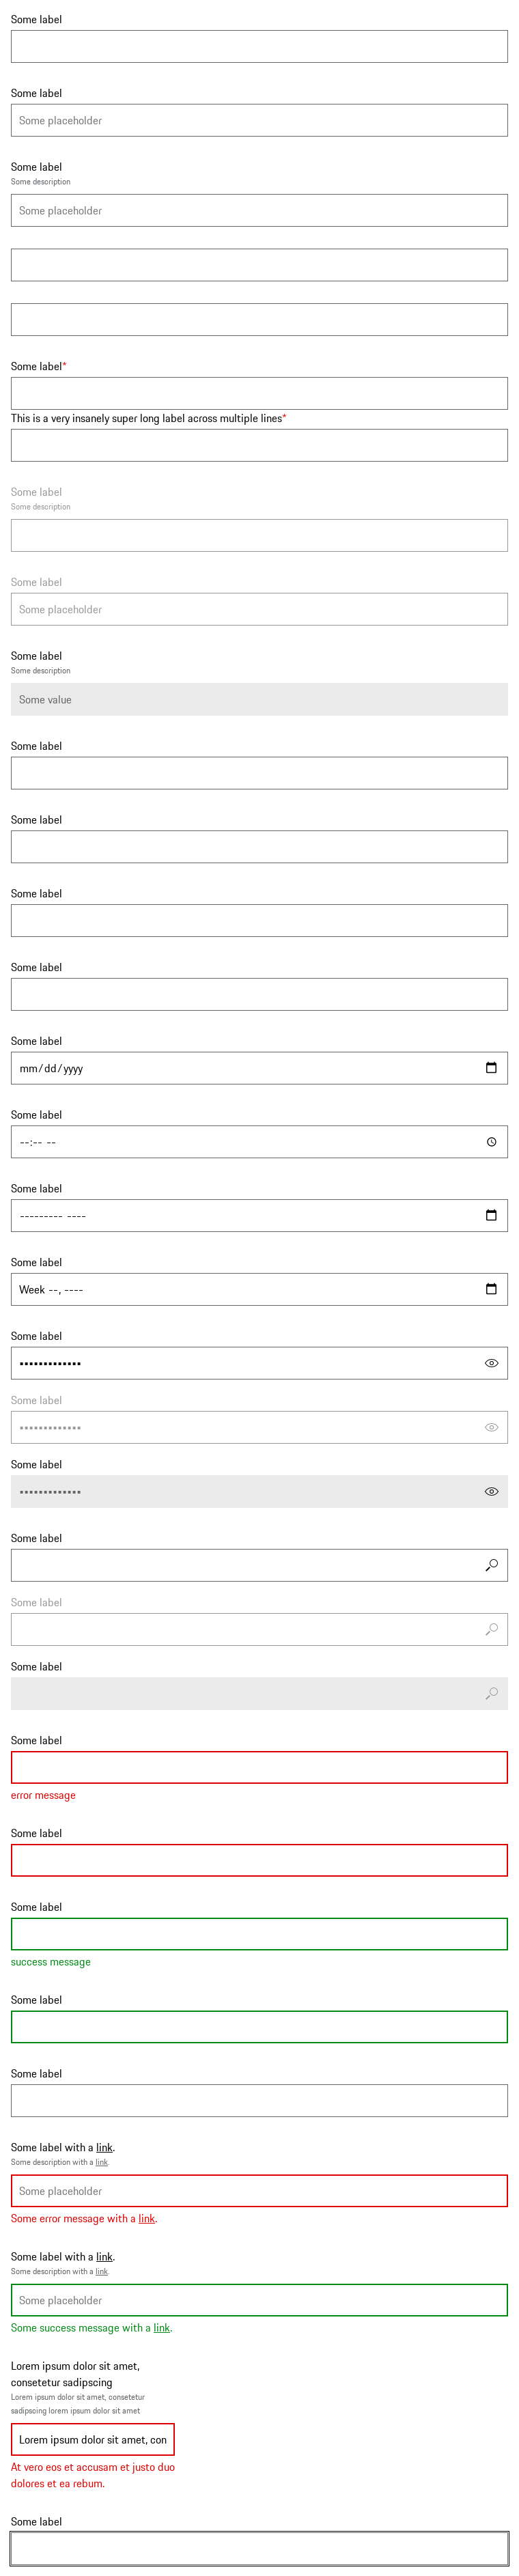 Some label
Some label
Some placeholder
Some label
Some description
Some placeholder
Some label*
This is a very insanely super long label across multiple lines*
Some label
Some description
Some label
Some placeholder
Some label
Some description
Some value
Some label
Some label
Some label
Some label
Some label
mm/dd/yyyy
Some label
--:-- --
Some label
--------- ----
Some label
Week --, ----
Some label
•••••••••••••
Some label
•••••••••••••
Some label
•••••••••••••
Some label
Some label
Some label
Some label
error message
Some label
Some label
success message
Some label
Some label
Some label with a link.
Some description with a link.
Some placeholder
Some error message with a link.
Some label with a link.
Some description with a link.
Some placeholder
Some success message with a link.
Lorem ipsum dolor sit amet,
consetetur sadipscing
Lorem ipsum dolor sit amet, consetetur
sadipscing lorem ipsum dolor sit amet
Lorem ipsum dolor sit amet, con
At vero eos et accusam et justo duo
dolores et ea rebum.
Some label